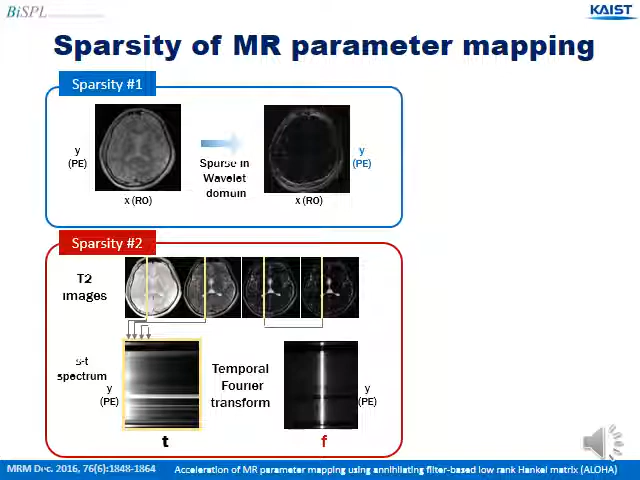 BiSPL
KAIST
Sparsity of MR parameter mapping
Sparsity #1
y
(PE)
x (RO)
Sparse in
Wavelet
domain
y
(PE)
x (RO)
Sparsity #2
T2
images
s-t
spectrum
y
(PE)
t
Temporal
Fourier
transform
y
(PE)
f
MRM Dec. 2016, 76(6):1848-1864
Acceleration of MR parameter mapping using annihilating filter-based low rank Hankel matrix (ALOHA)